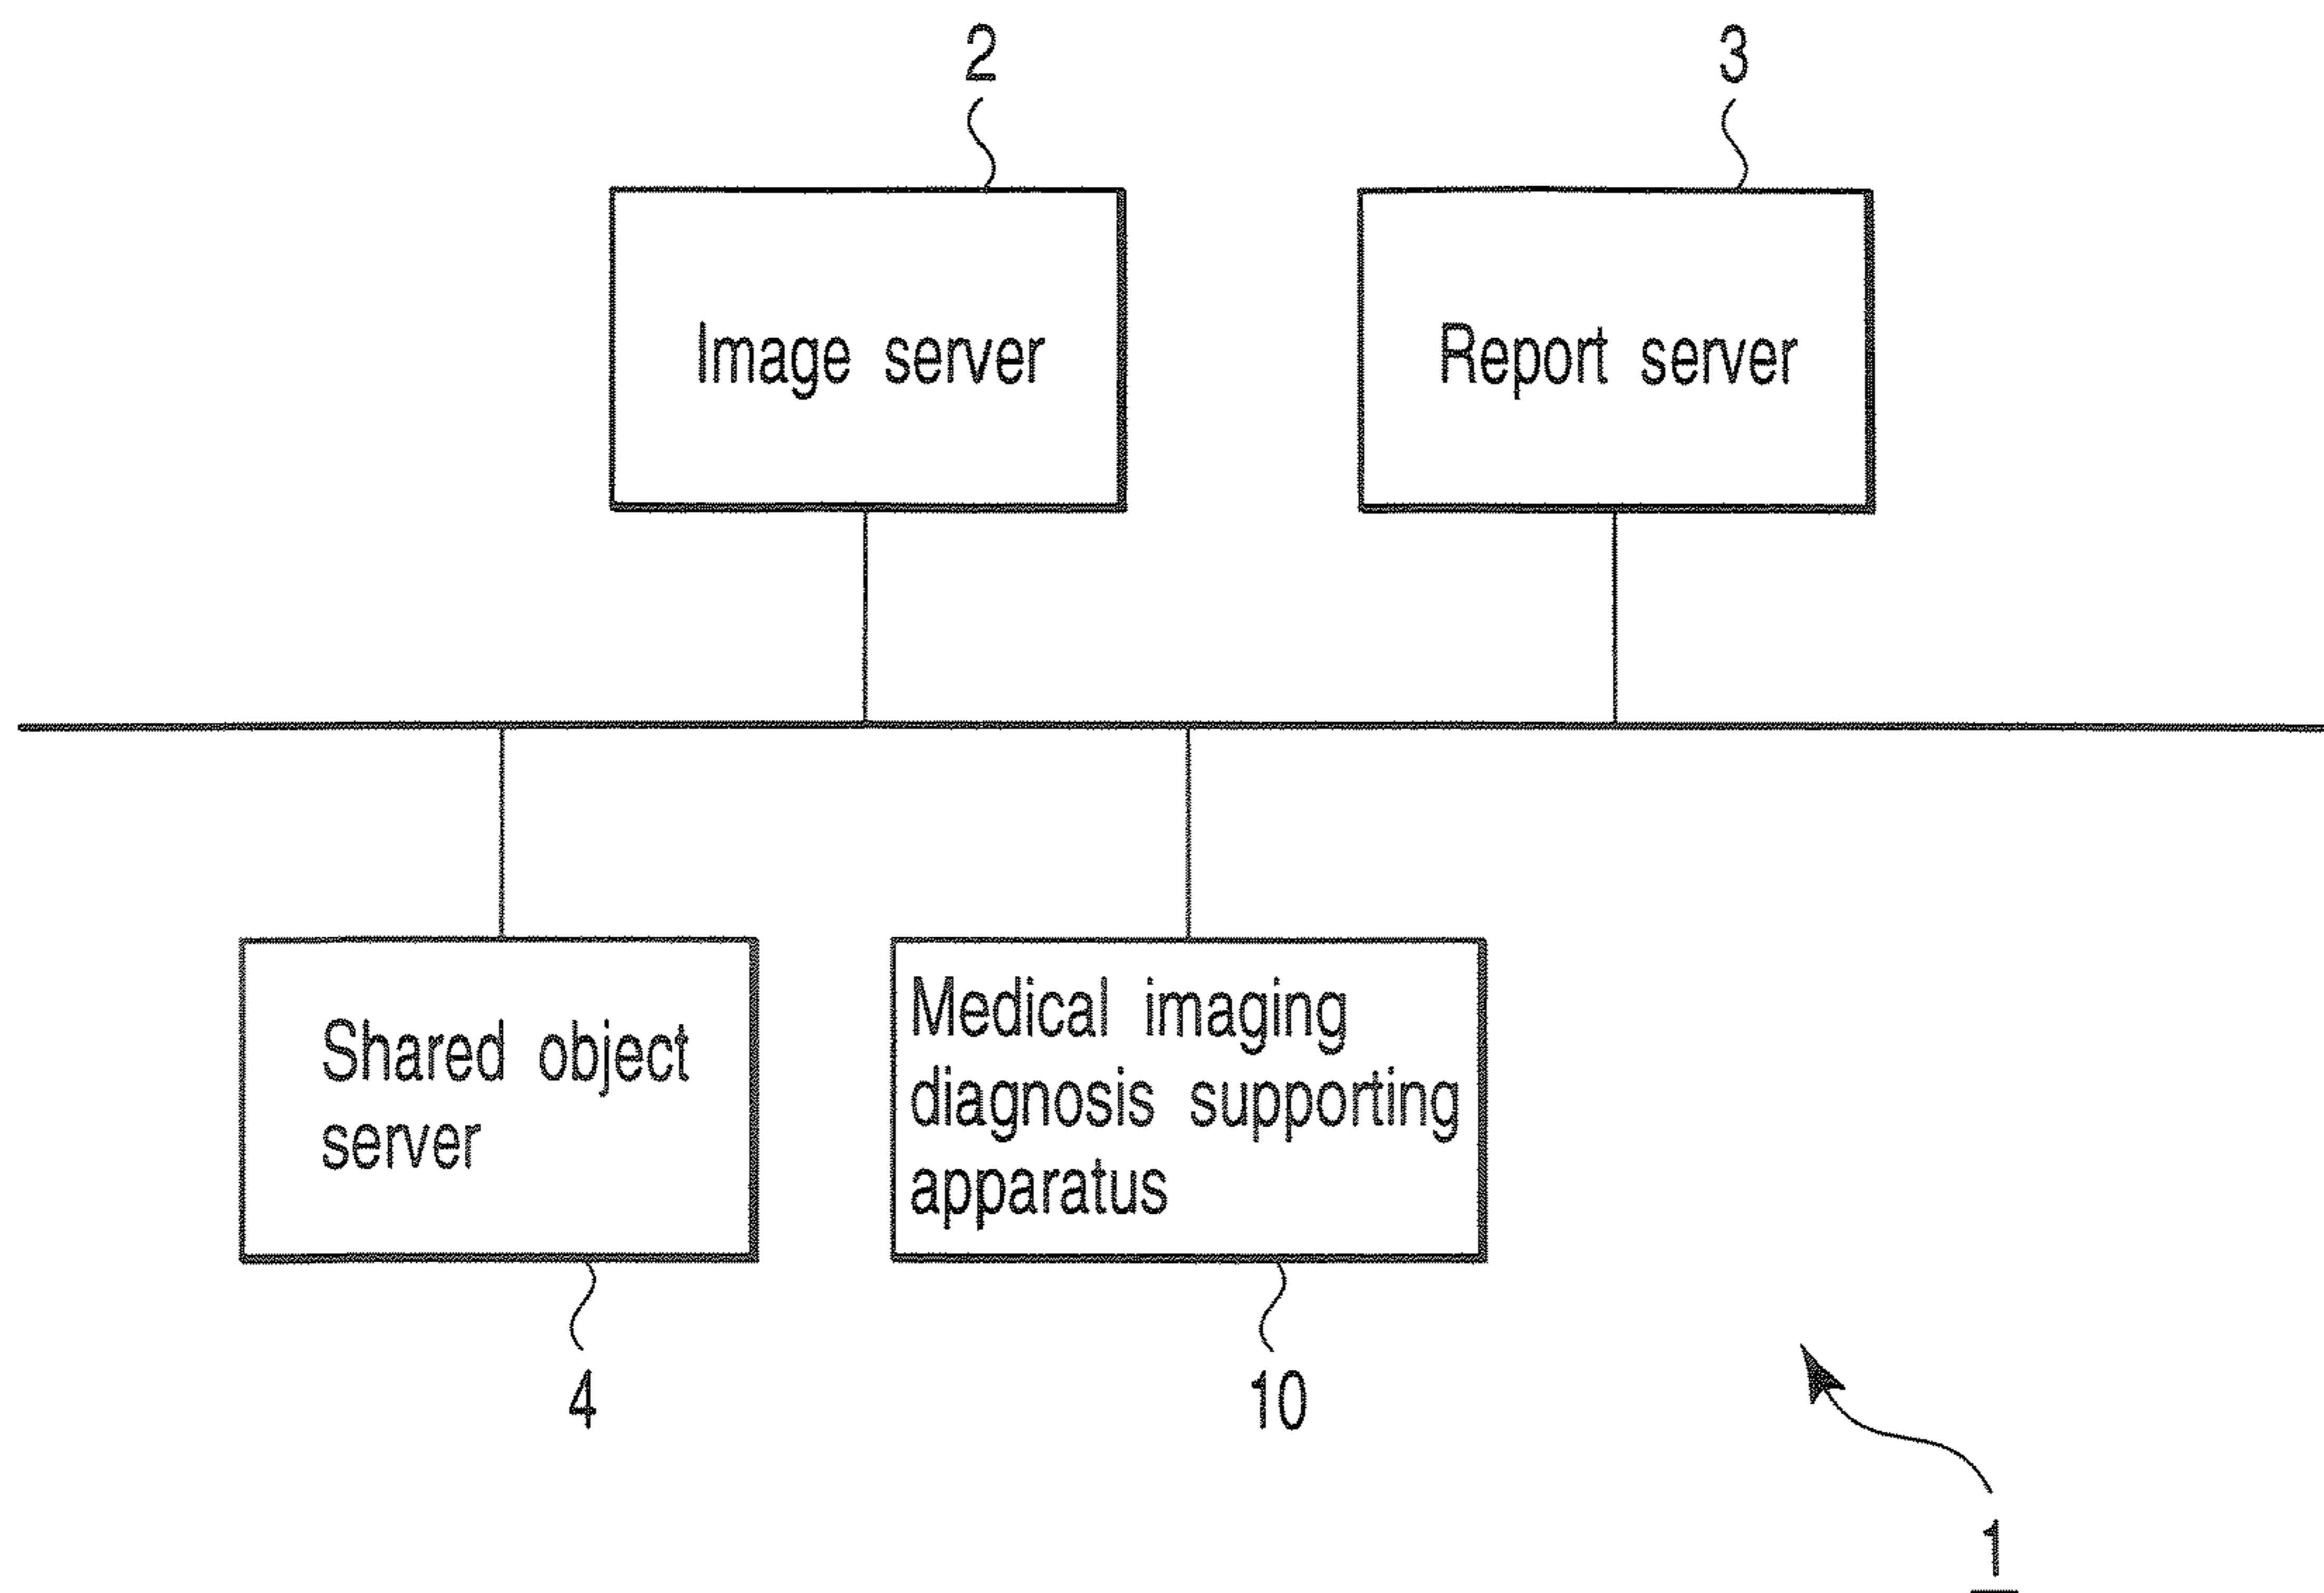 2
3
Image server
Report server
Shared object
server
Medical imaging
diagnosis supporting
apparatus
4
10
1